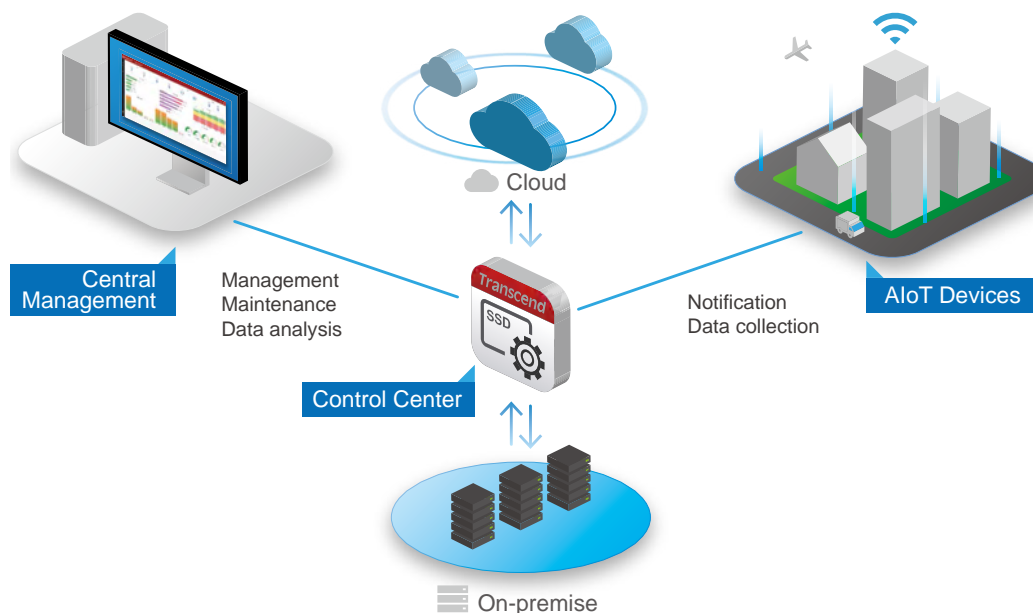 Cloud
Central
Management
Management
Maintenance
Data analysis
Transcend
SSD
Notification
Data collection
AIoT Devices
Control Center
On-premise